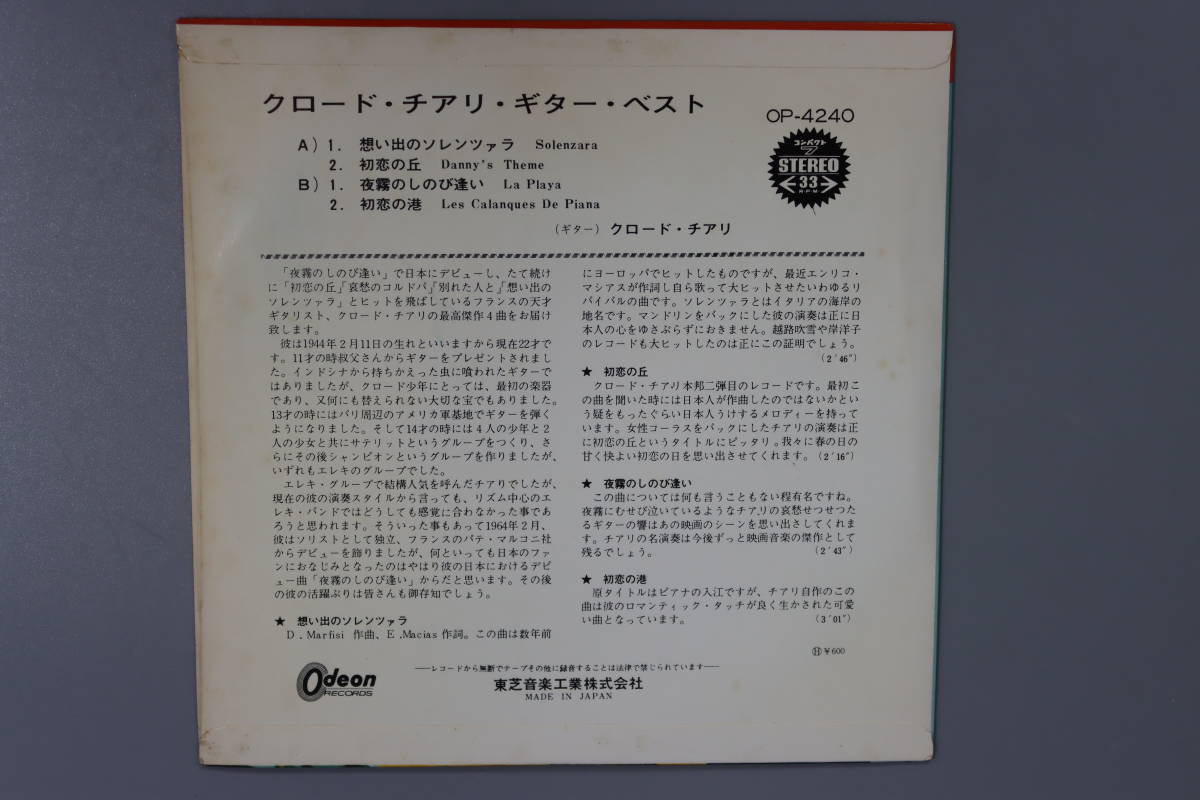 クロード・チアリ・ギター・ベスト
OP-4240
コンパクト
7
STEREO
33
R.P.M
A) 1. 想い出のソレンツァラ Solenzara
2. 初恋の丘 Danny's Theme
B) 1. 夜霧のしのび逢い La Playa
2. 初恋の港 Les Calanques De Piana
(ギター) クロード・チアリ
「夜霧のしのび逢い」で日本にデビューし、たて続け
に「初恋の丘」「哀愁のコルドバ」「別れた人と」「想い出の
ソレンツァラ」とヒットを飛ばしているフランスの天才
ギタリスト、クロード・チアリの最高傑作4曲をお届け
致します。
彼は1944年2月11日の生れといいますから現在22才で
す。11才の時叔父さんからギターをプレゼントされまし
た。インドシナから持ちかえった虫に喰われたギターで
はありましたが、クロード少年にとっては、最初の楽器
であり、又何にも替えられない大切な宝でもありました。
13才の時にはパリ周辺のアメリカ軍基地でギターを弾く
ようになりました。そして14才の時には4人の少年と2
人の少女と共にサテリットというグループをつくり、さ
らにその後シャンピオンというグループを作りましたが、
いずれもエレキのグループでした。
エレキ・グループで結構人気を呼んだチアリでしたが、
現在の彼の演奏スタイルから言っても、リズム中心のエ
レキ・バンドではどうしても感覚に合わなかった事であ
ろうと思われます。そういった事もあって1964年2月、
彼はソリストとして独立、フランスのパテ・マルコニ社
からデビューを飾りましたが、何といっても日本のファ
ンにおなじみとなったのはやはり彼の日本におけるデビ
ュー曲「夜霧のしのび逢い」からだと思います。その後
の彼の活躍ぶりは皆さんも御存知でしょう。
★ 想い出のソレンツァラ
D.Marfisi 作曲、E.Macias 作詞。この曲は数年前
にヨーロッパでヒットしたものですが、最近エンリコ・
マシアスが作詞し自ら歌って大ヒットさせたいわゆるリ
バイバルの曲です。ソレンツァラとはイタリアの海岸の
地名です。マンドリンをバックにした彼の演奏は正に日
本人の心をゆさぶらずにおきません。越路吹雪や岸洋子
のレコードも大ヒットしたのは正にこの証明でしょう。
(2'46")
★ 初恋の丘
クロード・チアリ本邦二弾目のレコードです。最初こ
の曲を聞いた時には日本人が作曲したのではないかとい
う疑をもったぐらい日本人うけするメロディーを持って
います。女性コーラスをバックにしたチアリの演奏は正
に初恋の丘というタイトルにピッタリ。我々に春の日の
甘く快よい初恋の日を思い出させてくれます。(2'16")
★ 夜霧のしのび逢い
この曲については何も言うこともない程有名ですね。
夜霧にむせび泣いているようなチアリの哀愁せつせつた
るギターの響はあの映画のシーンを思い出さしてくれま
す。チアリの名演奏は今後ずっと映画音楽の傑作として
残るでしょう。 (2'43")
★ 初恋の港
原タイトルはピアナの入江ですが、チアリ自作のこの
曲は彼のロマンティック・タッチが良く生かされた可愛
い曲となっています。 (3'01")
Ⓗ ¥600
Odeon
RECORDS
―レコードから無断でテープその他に録音することは法律で禁じられています―
東芝音楽工業株式会社
MADE IN JAPAN